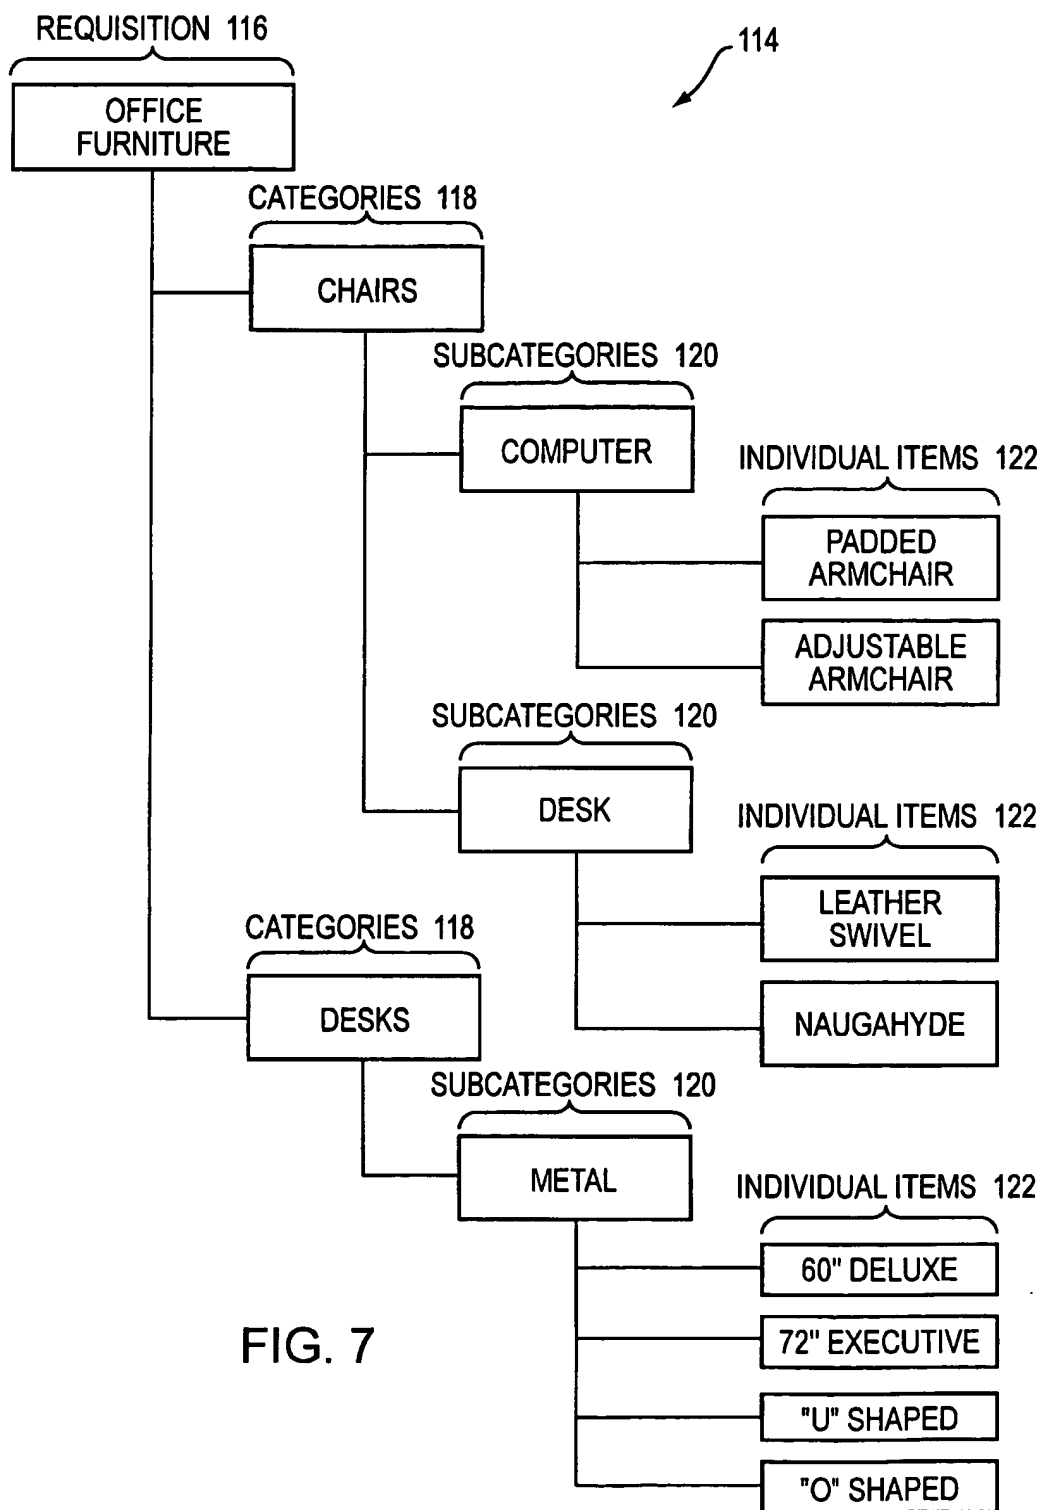 REQUISITION 116
114
OFFICE
FURNITURE
CATEGORIES 118
CHAIRS
SUBCATEGORIES 120
COMPUTER
INDIVIDUAL ITEMS 122
PADDED
ARMCHAIR
ADJUSTABLE
ARMCHAIR
SUBCATEGORIES 120
DESK
INDIVIDUAL ITEMS 122
LEATHER
SWIVEL
NAUGAHYDE
CATEGORIES 118
DESKS
SUBCATEGORIES 120
METAL
INDIVIDUAL ITEMS 122
60" DELUXE
72" EXECUTIVE
"U" SHAPED
"O" SHAPED
FIG. 7